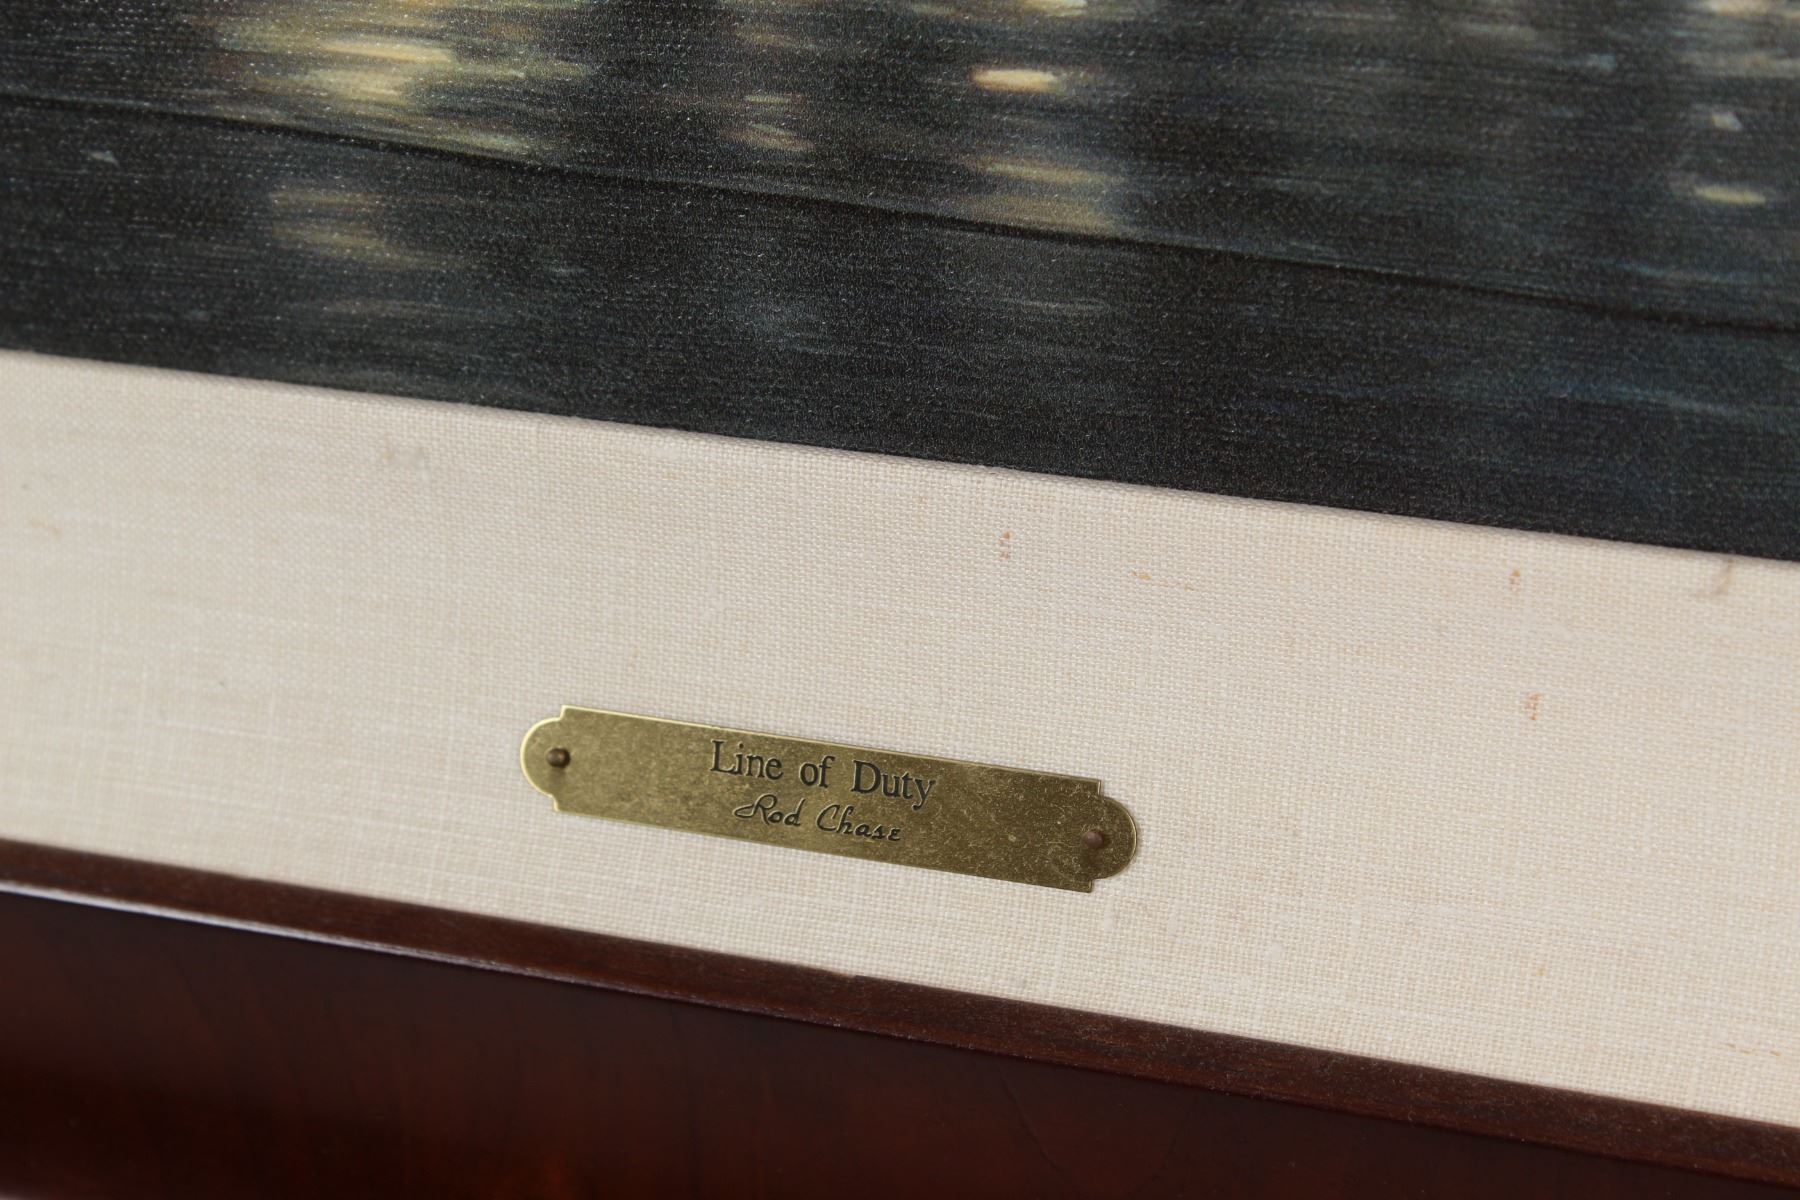 Line of Duty
Rod Chase